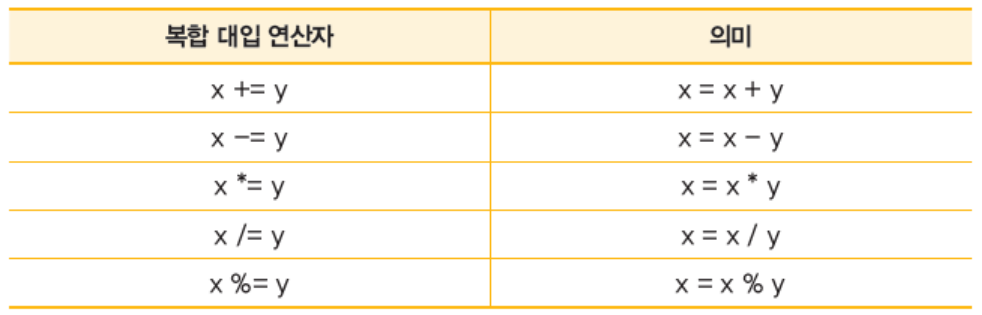 복합 대입 연산자 의미
x += y x = x + y
x -= y x = x - y
x *= y x = x * y
x /= y x = x / y
x %= y x = x % y